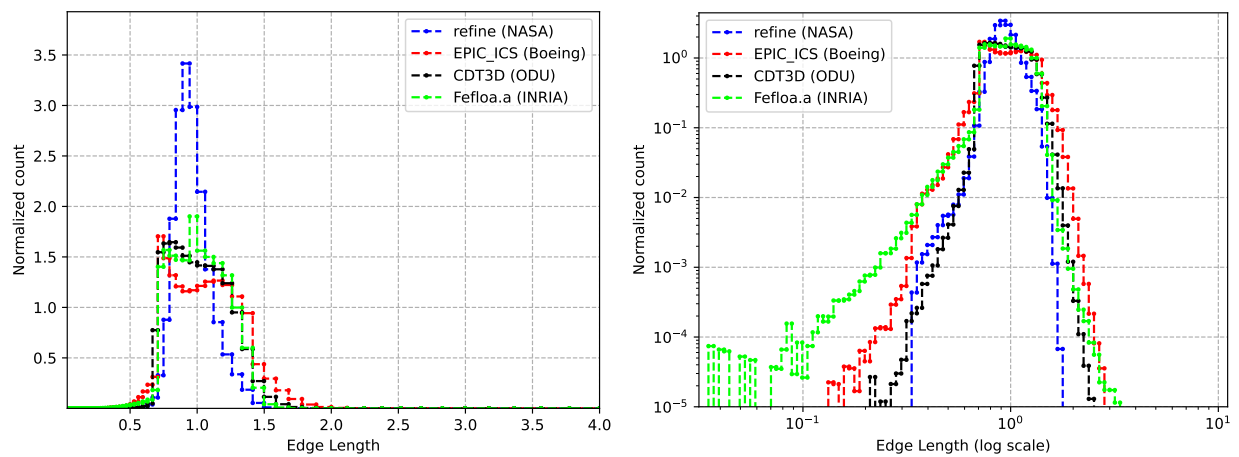 3.5
3.0
2.5
2.0
1.5
1.0
0.5
Normalized count
0.5
1.0
1.5
2.0
2.5
3.0
3.5
4.0
Edge Length
refine (NASA)
EPIC_ICS (Boeing)
CDT3D (ODU)
Fefloa.a (INRIA)
10⁰
10⁻¹
10⁻²
10⁻³
10⁻⁴
10⁻⁵
Normalized count
10⁻¹
10⁰
10¹
Edge Length (log scale)
refine (NASA)
EPIC_ICS (Boeing)
CDT3D (ODU)
Fefloa.a (INRIA)